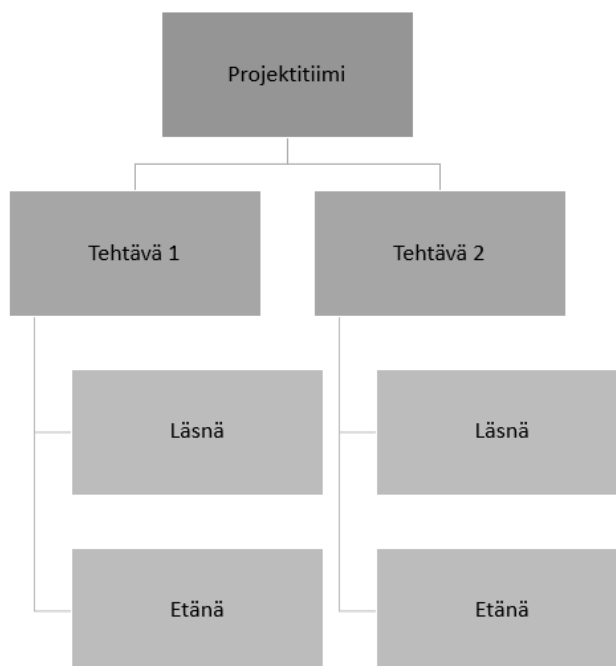 Projektitiimi
Tehtävä 1
Tehtävä 2
Läsnä
Läsnä
Etänä
Etänä